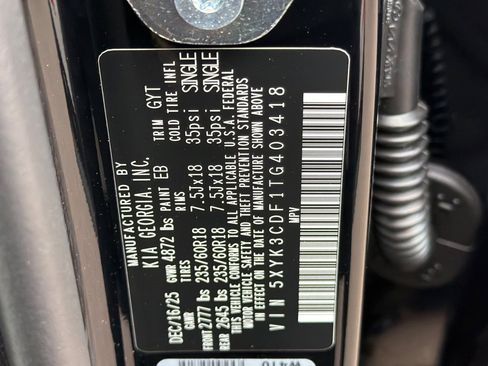 MANUFACTURED BY
KIA GEORGIA, INC.
DEC/16/25 GVWR 4872 lbs PAINT EB TRIM GYT
GAWR TIRES RIMS COLD TIRE INFL
FRONT 2777 lbs 235/60R18 7.5Jx18 35psi SINGLE
REAR 2645 lbs 235/60R18 7.5Jx18 35psi SINGLE
THIS VEHICLE CONFORMS TO ALL APPLICABLE U.S.A. FEDERAL
MOTOR VEHICLE SAFETY AND THEFT PREVENTION STANDARDS
IN EFFECT ON THE DATE OF MANUFACTURE SHOWN ABOVE
VIN 5XYK3CDF1TG403418
MPV
W410